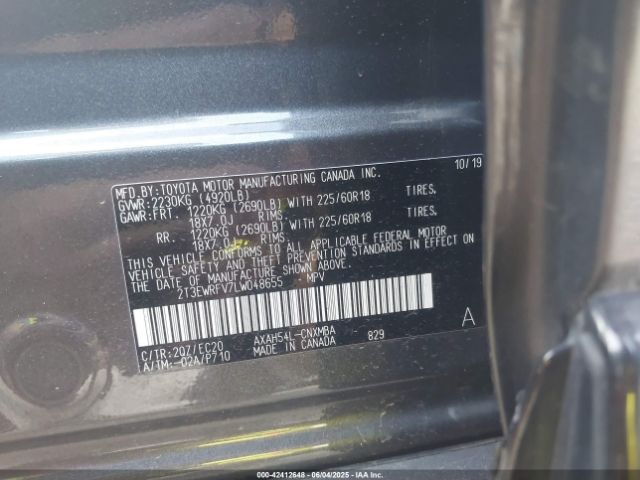 MFD.BY:TOYOTA MOTOR MANUFACTURING CANADA INC. 10/19
GVWR:2230KG (4920LB)
GAWR:FRT. 1220KG (2690LB) WITH 225/60R18 TIRES,
18X7.0J RIMS,
RR. 1220KG (2690LB) WITH 225/60R18 TIRES,
18X7.0J RIMS,
THIS VEHICLE CONFORMS TO ALL APPLICABLE FEDERAL MOTOR
VEHICLE SAFETY AND THEFT PREVENTION STANDARDS IN EFFECT ON
THE DATE OF MANUFACTURE SHOWN ABOVE.
2T3EWRFV7LW048655 MPV
A
C/TR:2QZ/EC20 AXAH54L-CNXMBA 829
A/TM:-02A/P710 MADE IN CANADA
000-42412648 - 06/04/2025 - IAAI.COM